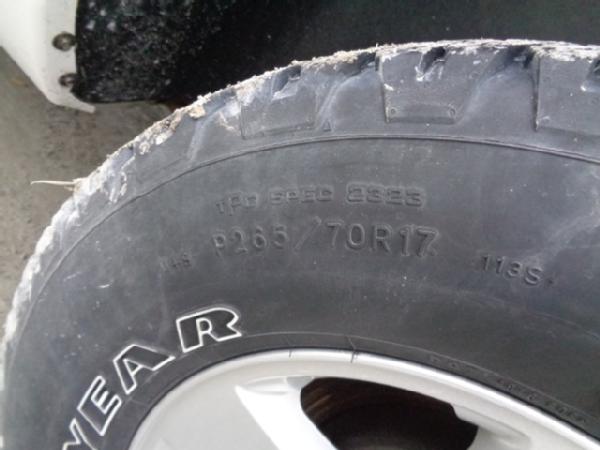 TPC SPEC 2323
M+S P265/70R17 113S
YEAR